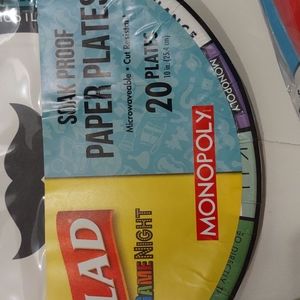 SOAK PROOF
PAPER PLATES
Microwaveable • Cut Resistant
20 PLATES
10 in. (25.4 cm)
MONOPOLY
LAD
GAME NIGHT
MONOPOLY